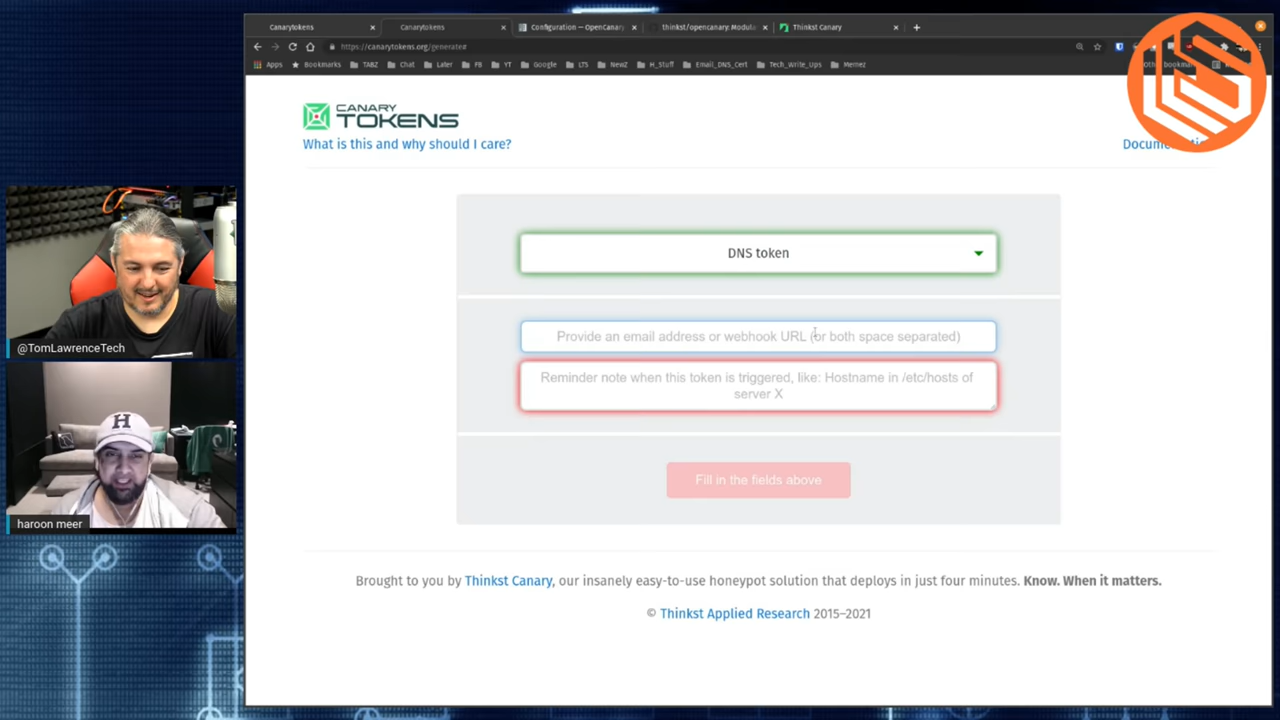 Canarytokens
Canarytokens
Configuration — OpenCanary
thinkst/opencanary: Modula
Thinkst Canary
https://canarytokens.org/generate#
Apps
Bookmarks
TABZ
Chat
Later
FB
YT
Google
LTS
NewZ
H_Stuff
Email_DNS_Cert
Tech_Write_Ups
Memez
CANARY
TOKENS
What is this and why should I care?
DNS token
Provide an email address or webhook URL (or both space separated)
Reminder note when this token is triggered, like: Hostname in /etc/hosts of
server X
Fill in the fields above
Brought to you by Thinkst Canary, our insanely easy-to-use honeypot solution that deploys in just four minutes. Know. When it matters.
© Thinkst Applied Research 2015–2021
@TomLawrenceTech
H
haroon meer